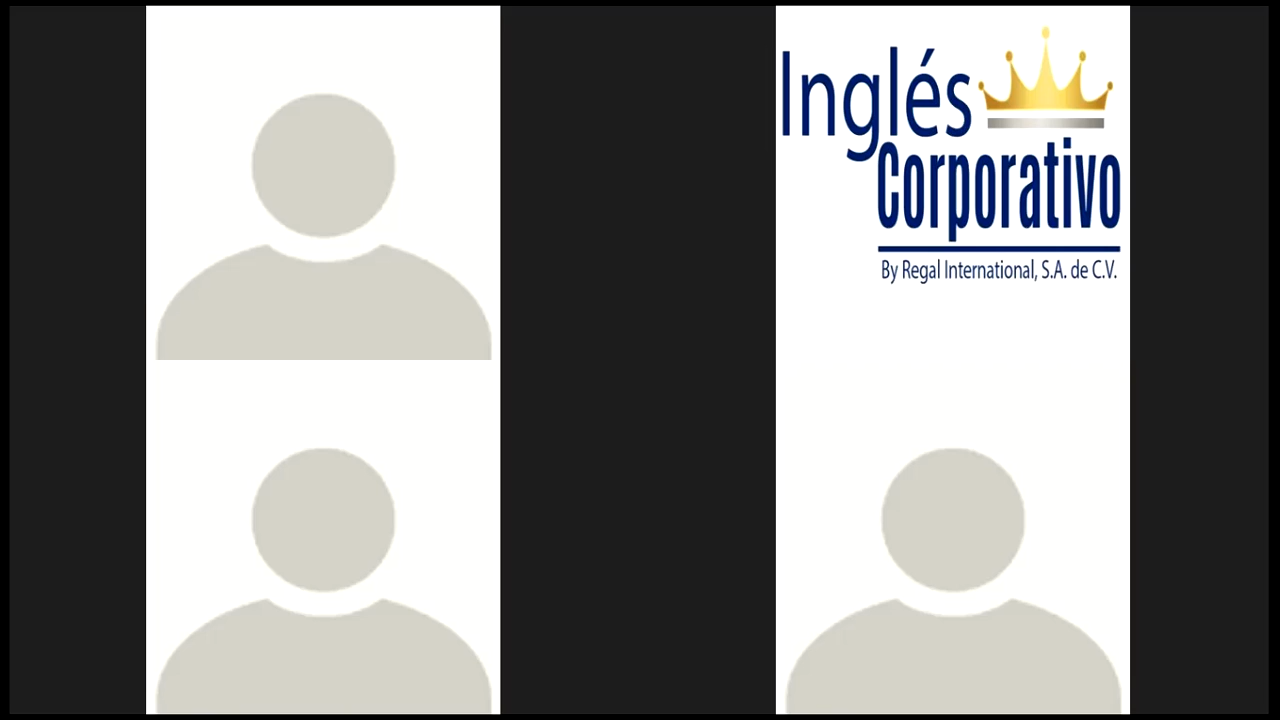 Inglés
Corporativo
By Regal International, S.A. de C.V.